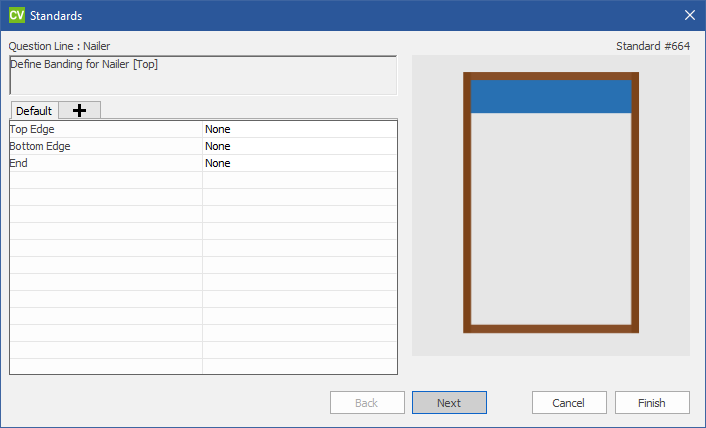 CV Standards
Question Line : Nailer
Standard #664
Define Banding for Nailer [Top]
Default
Top Edge None
Bottom Edge None
End None
Back Next Cancel Finish